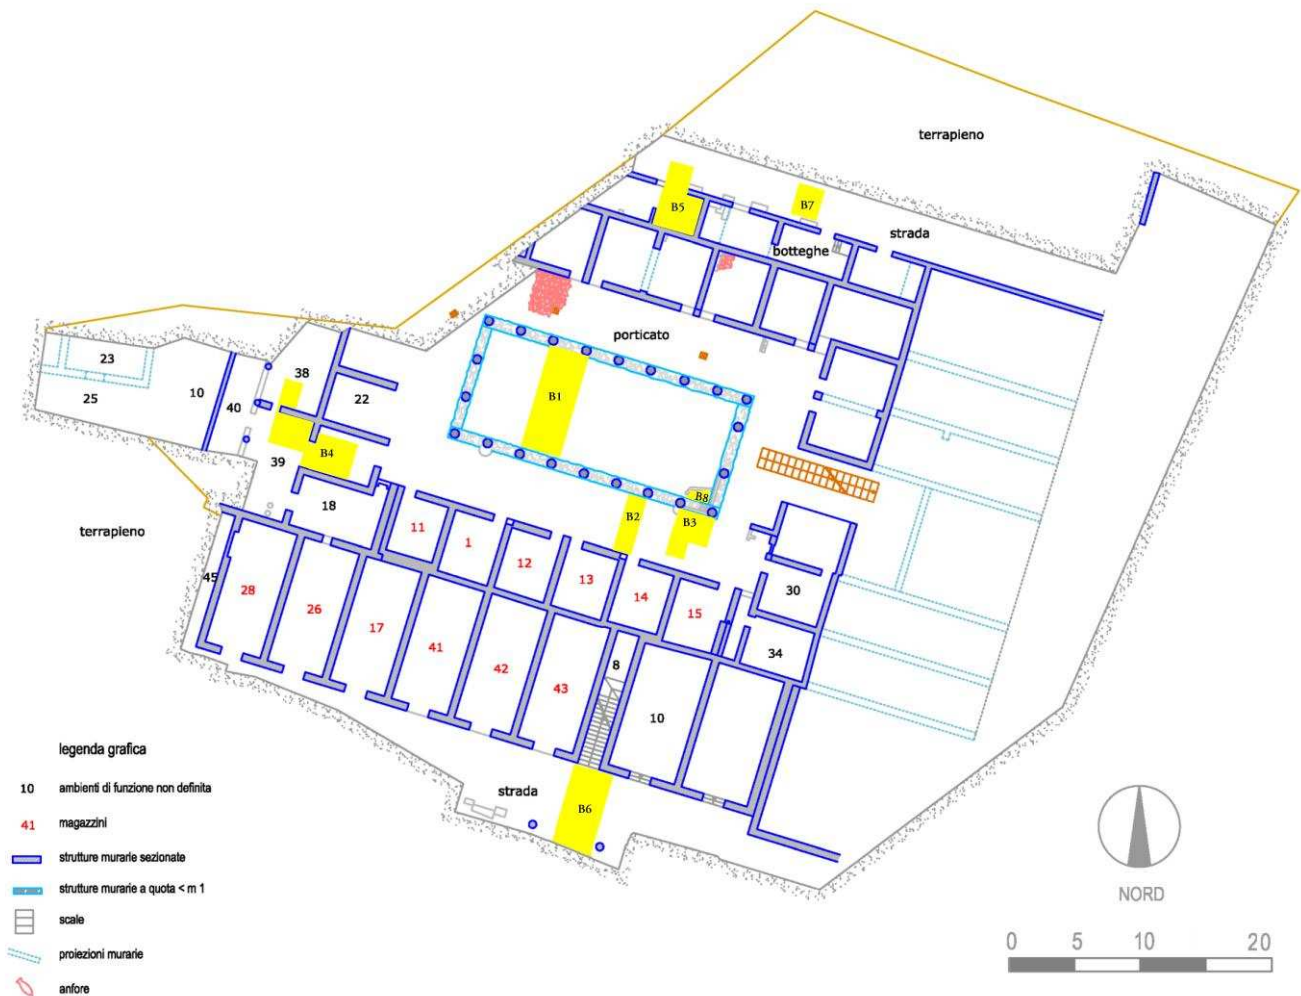 terrapieno
B5
B7
strada
botteghe
porticato
23
38
10
25
40
22
B1
39
B4
B8
18
B2
B3
terrapieno
11
1
12
13
14
15
30
45
28
26
17
41
42
43
8
10
34
strada
B6
legenda grafica
10 ambienti di funzione non definita
41 magazzini
strutture murarie sezionate
strutture murarie a quota < m 1
scale
proiezioni murarie
anfore
NORD
0 5 10 20